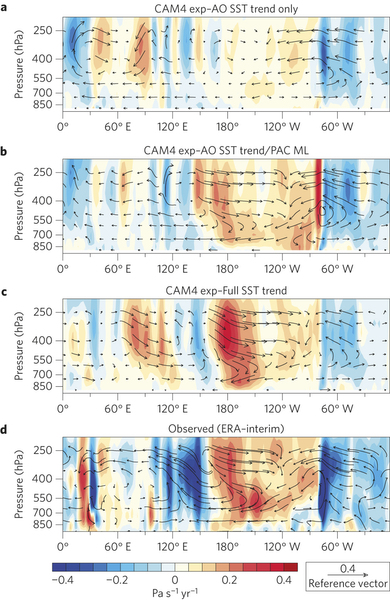 a
CAM4 exp–AO SST trend only
Pressure (hPa)
250
400
550
700
850
0° 60° E 120° E 180° 120° W 60° W
b
CAM4 exp–AO SST trend/PAC ML
Pressure (hPa)
250
400
550
700
850
0° 60° E 120° E 180° 120° W 60° W
c
CAM4 exp–Full SST trend
Pressure (hPa)
250
400
550
700
850
0° 60° E 120° E 180° 120° W 60° W
d
Observed (ERA–interim)
Pressure (hPa)
250
400
550
700
850
0° 60° E 120° E 180° 120° W 60° W
−0.4 −0.2 0 0.2 0.4
Pa s⁻¹ yr⁻¹
0.4
Reference vector